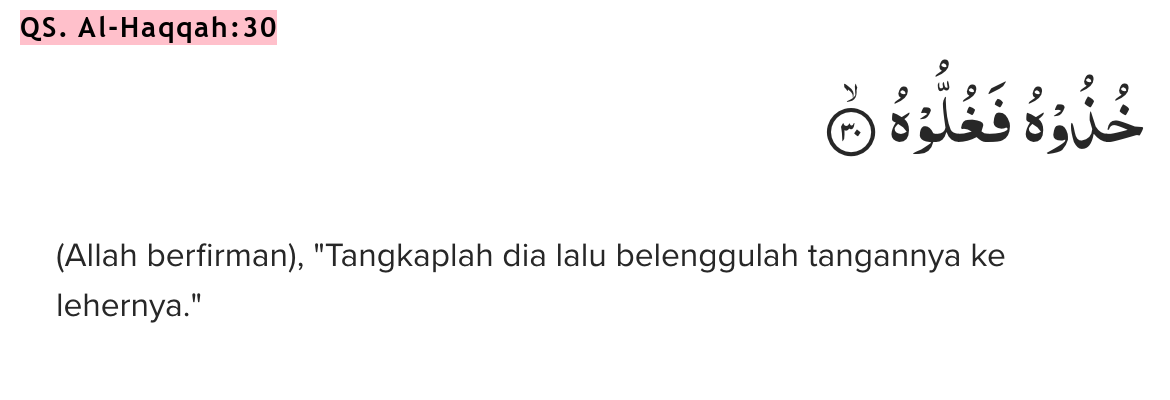 QS. Al-Haqqah:30
خُذُوْهُ فَغُلُّوْهُ ۙ ٣٠
(Allah berfirman), "Tangkaplah dia lalu belenggulah tangannya ke
lehernya."